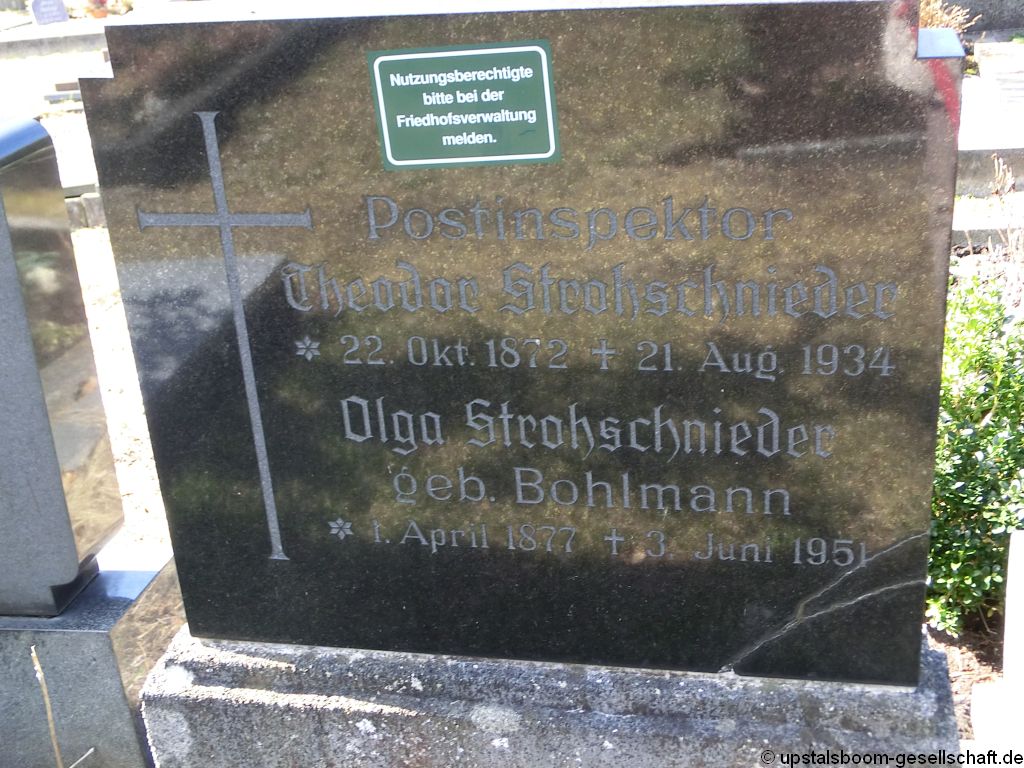 Nutzungsberechtigte
bitte bei der
Friedhofsverwaltung
melden.
Postinspektor
Theodor Strohschnieder
* 22. Okt. 1872 † 21. Aug. 1934
Olga Strohschnieder
geb. Bohlmann
* 1. April 1877 † 3. Juni 1951
© upstalsboom-gesellschaft.de